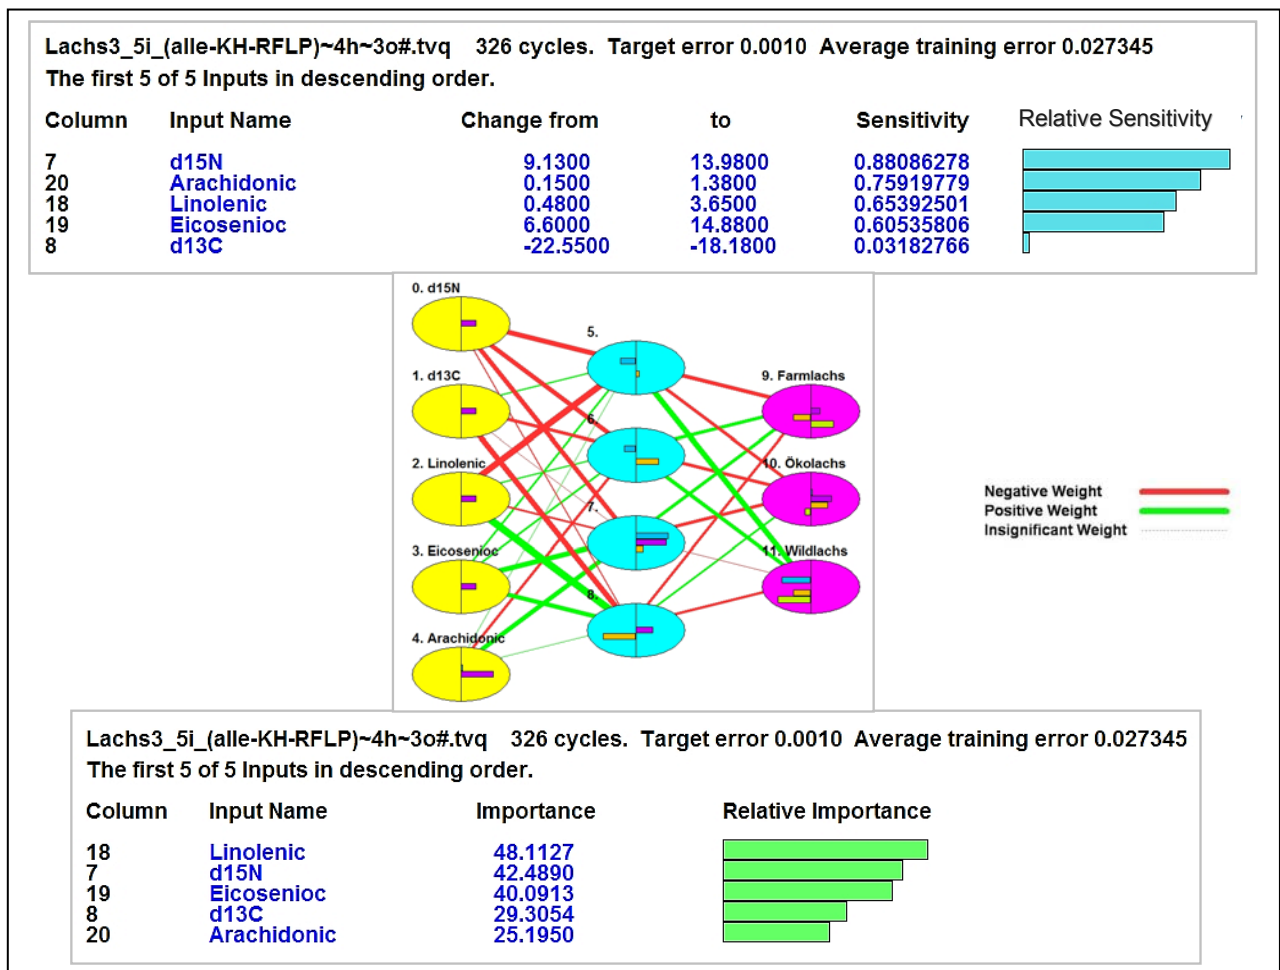 Lachs3_5i_(alle-KH-RFLP)~4h~3o#.tvq 326 cycles. Target error 0.0010 Average training error 0.027345
The first 5 of 5 Inputs in descending order.
Column Input Name Change from to Sensitivity Relative Sensitivity
7 d15N 9.1300 13.9800 0.88086278
20 Arachidonic 0.1500 1.3800 0.75919779
18 Linolenic 0.4800 3.6500 0.65392501
19 Eicosenioc 6.6000 14.8800 0.60535806
8 d13C -22.5500 -18.1800 0.03182766
0. d15N
5.
1. d13C
9. Farmlachs
6.
2. Linolenic
10. Ökolachs
7.
3. Eicosenioc
11. Wildlachs
8.
4. Arachidonic
Negative Weight
Positive Weight
Insignificant Weight
Lachs3_5i_(alle-KH-RFLP)~4h~3o#.tvq 326 cycles. Target error 0.0010 Average training error 0.027345
The first 5 of 5 Inputs in descending order.
Column Input Name Importance Relative Importance
18 Linolenic 48.1127
7 d15N 42.4890
19 Eicosenioc 40.0913
8 d13C 29.3054
20 Arachidonic 25.1950